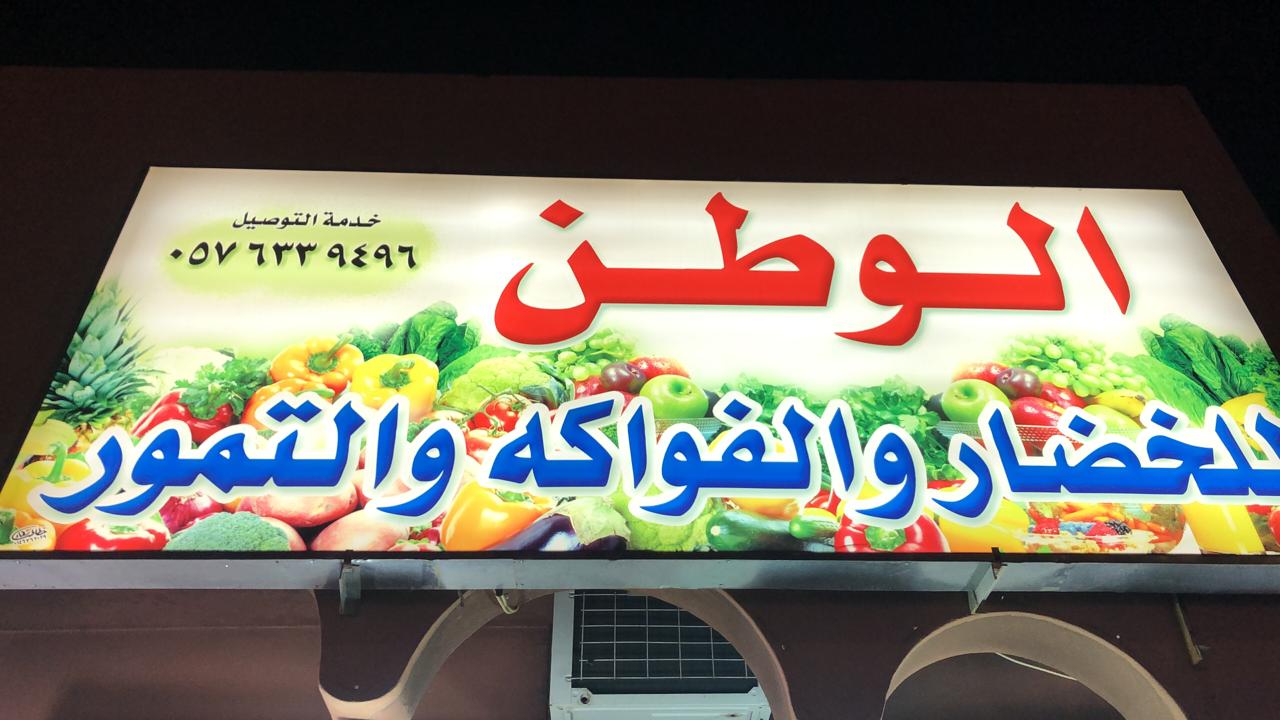 الوطن
خدمة التوصيل
٠٥٧ ٦٣٣ ٩٤٩٦
للخضار والفواكه والتمور